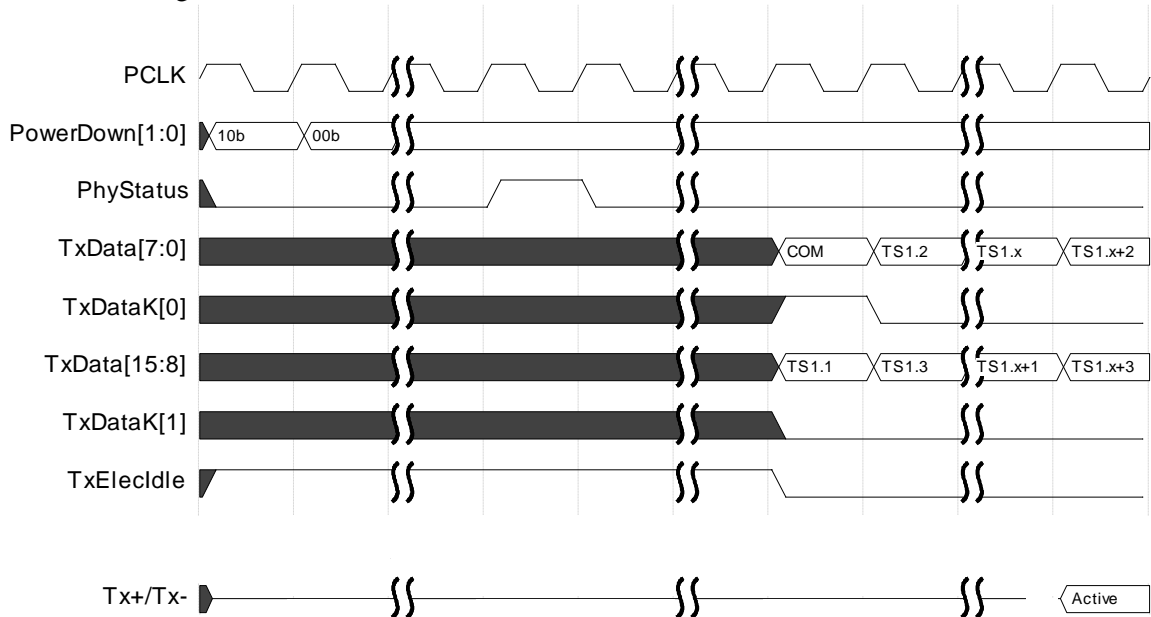 PCLK
PowerDown[1:0] 10b 00b
PhyStatus
TxData[7:0] COM TS1.2 TS1.x TS1.x+2
TxDataK[0]
TxData[15:8] TS1.1 TS1.3 TS1.x+1 TS1.x+3
TxDataK[1]
TxElecIdle
Tx+/Tx- Active